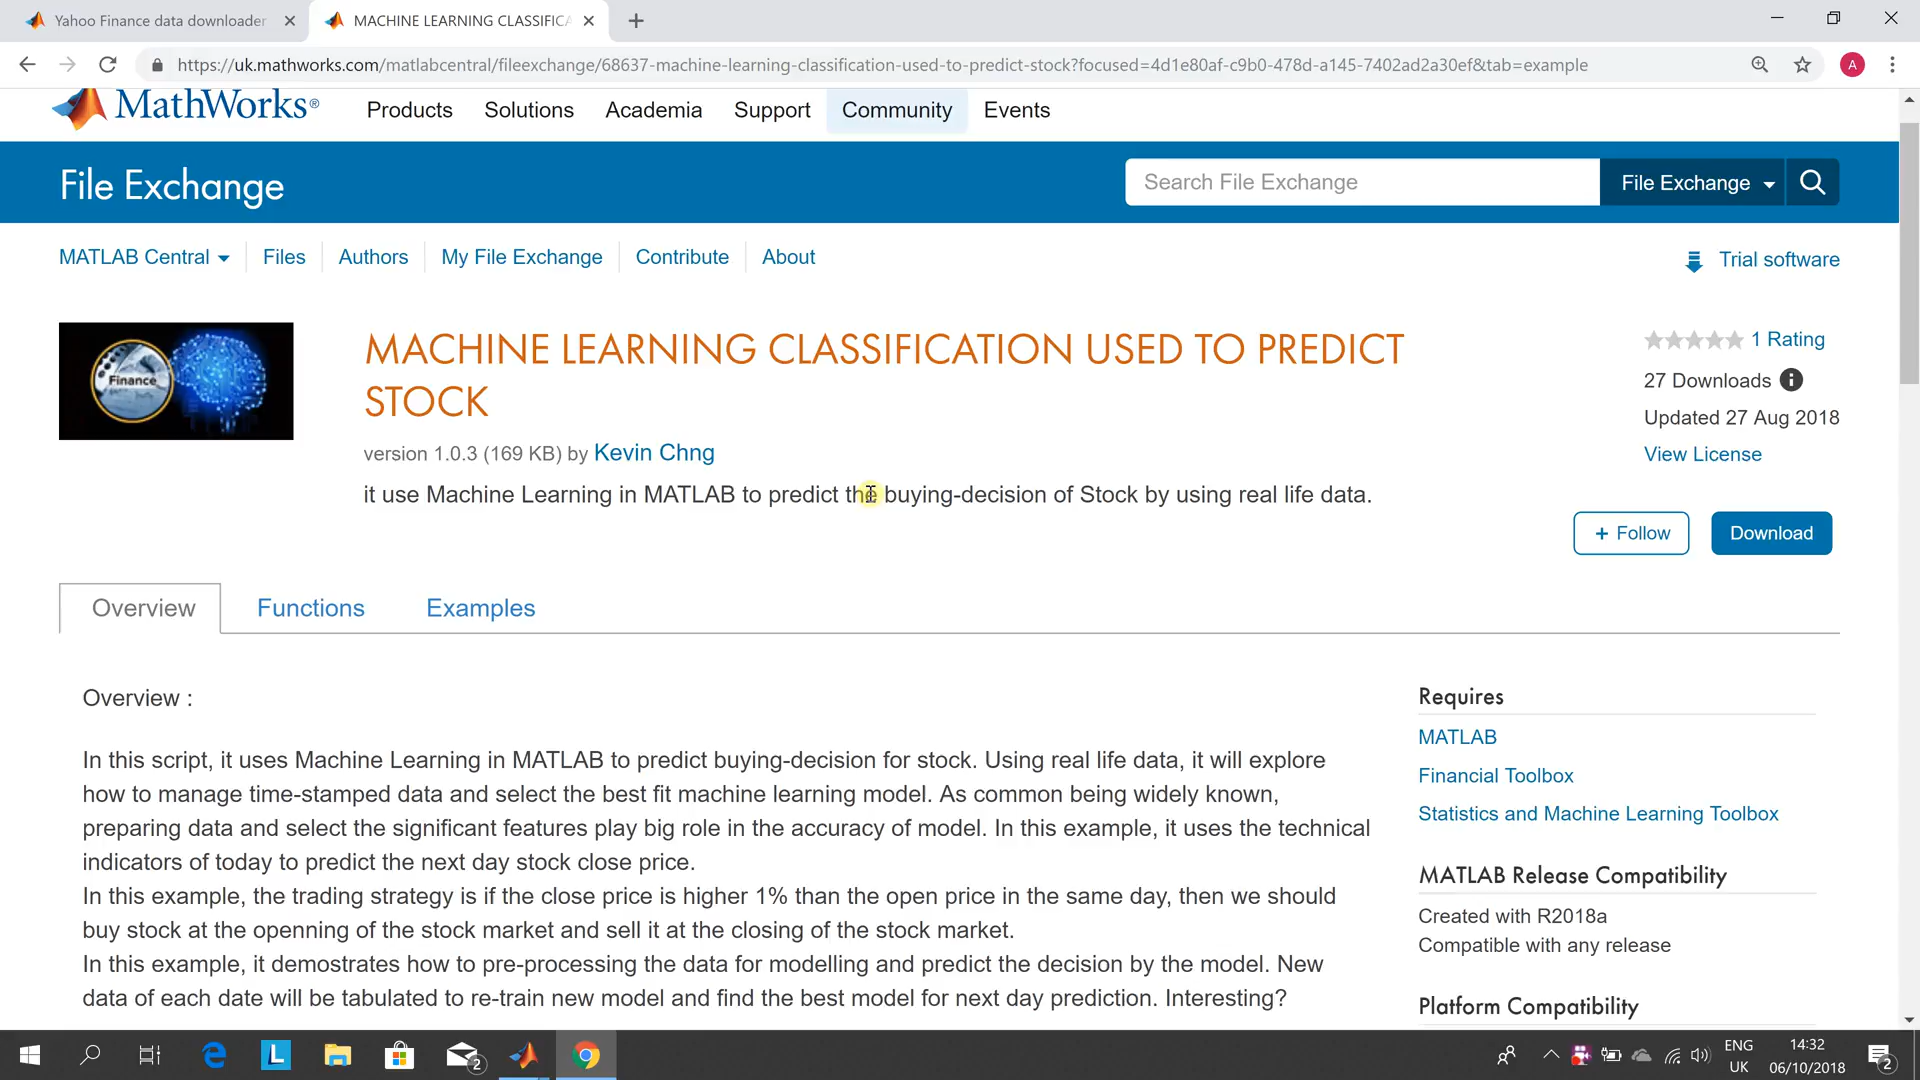 Yahoo Finance data downloader
MACHINE LEARNING CLASSIFICA
https://uk.mathworks.com/matlabcentral/fileexchange/68637-machine-learning-classification-used-to-predict-stock?focused=4d1e80af-c9b0-478d-a145-7402ad2a30ef&tab=example
A
MathWorks®
Products
Solutions
Academia
Support
Community
Events
File Exchange
Search File Exchange
File Exchange
MATLAB Central
Files
Authors
My File Exchange
Contribute
About
Trial software
Finance
MACHINE LEARNING CLASSIFICATION USED TO PREDICT
STOCK
version 1.0.3 (169 KB) by Kevin Chng
it use Machine Learning in MATLAB to predict the buying-decision of Stock by using real life data.
1 Rating
27 Downloads
Updated 27 Aug 2018
View License
+ Follow
Download
Overview
Functions
Examples
Overview :
In this script, it uses Machine Learning in MATLAB to predict buying-decision for stock. Using real life data, it will explore
how to manage time-stamped data and select the best fit machine learning model. As common being widely known,
preparing data and select the significant features play big role in the accuracy of model. In this example, it uses the technical
indicators of today to predict the next day stock close price.
In this example, the trading strategy is if the close price is higher 1% than the open price in the same day, then we should
buy stock at the openning of the stock market and sell it at the closing of the stock market.
In this example, it demostrates how to pre-processing the data for modelling and predict the decision by the model. New
data of each date will be tabulated to re-train new model and find the best model for next day prediction. Interesting?
Requires
MATLAB
Financial Toolbox
Statistics and Machine Learning Toolbox
MATLAB Release Compatibility
Created with R2018a
Compatible with any release
Platform Compatibility
L
2
ENG
UK
14:32
06/10/2018
2